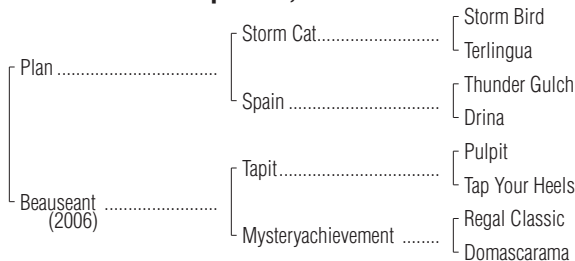 Storm Bird
Storm Cat....................................
Terlingua
Plan ..............................................
Thunder Gulch
Spain ...........................................
Drina
Pulpit
Tapit..............................................
Tap Your Heels
Beauseant ................................
(2006)
Regal Classic
Mysteryachievement ..........
Domascarama